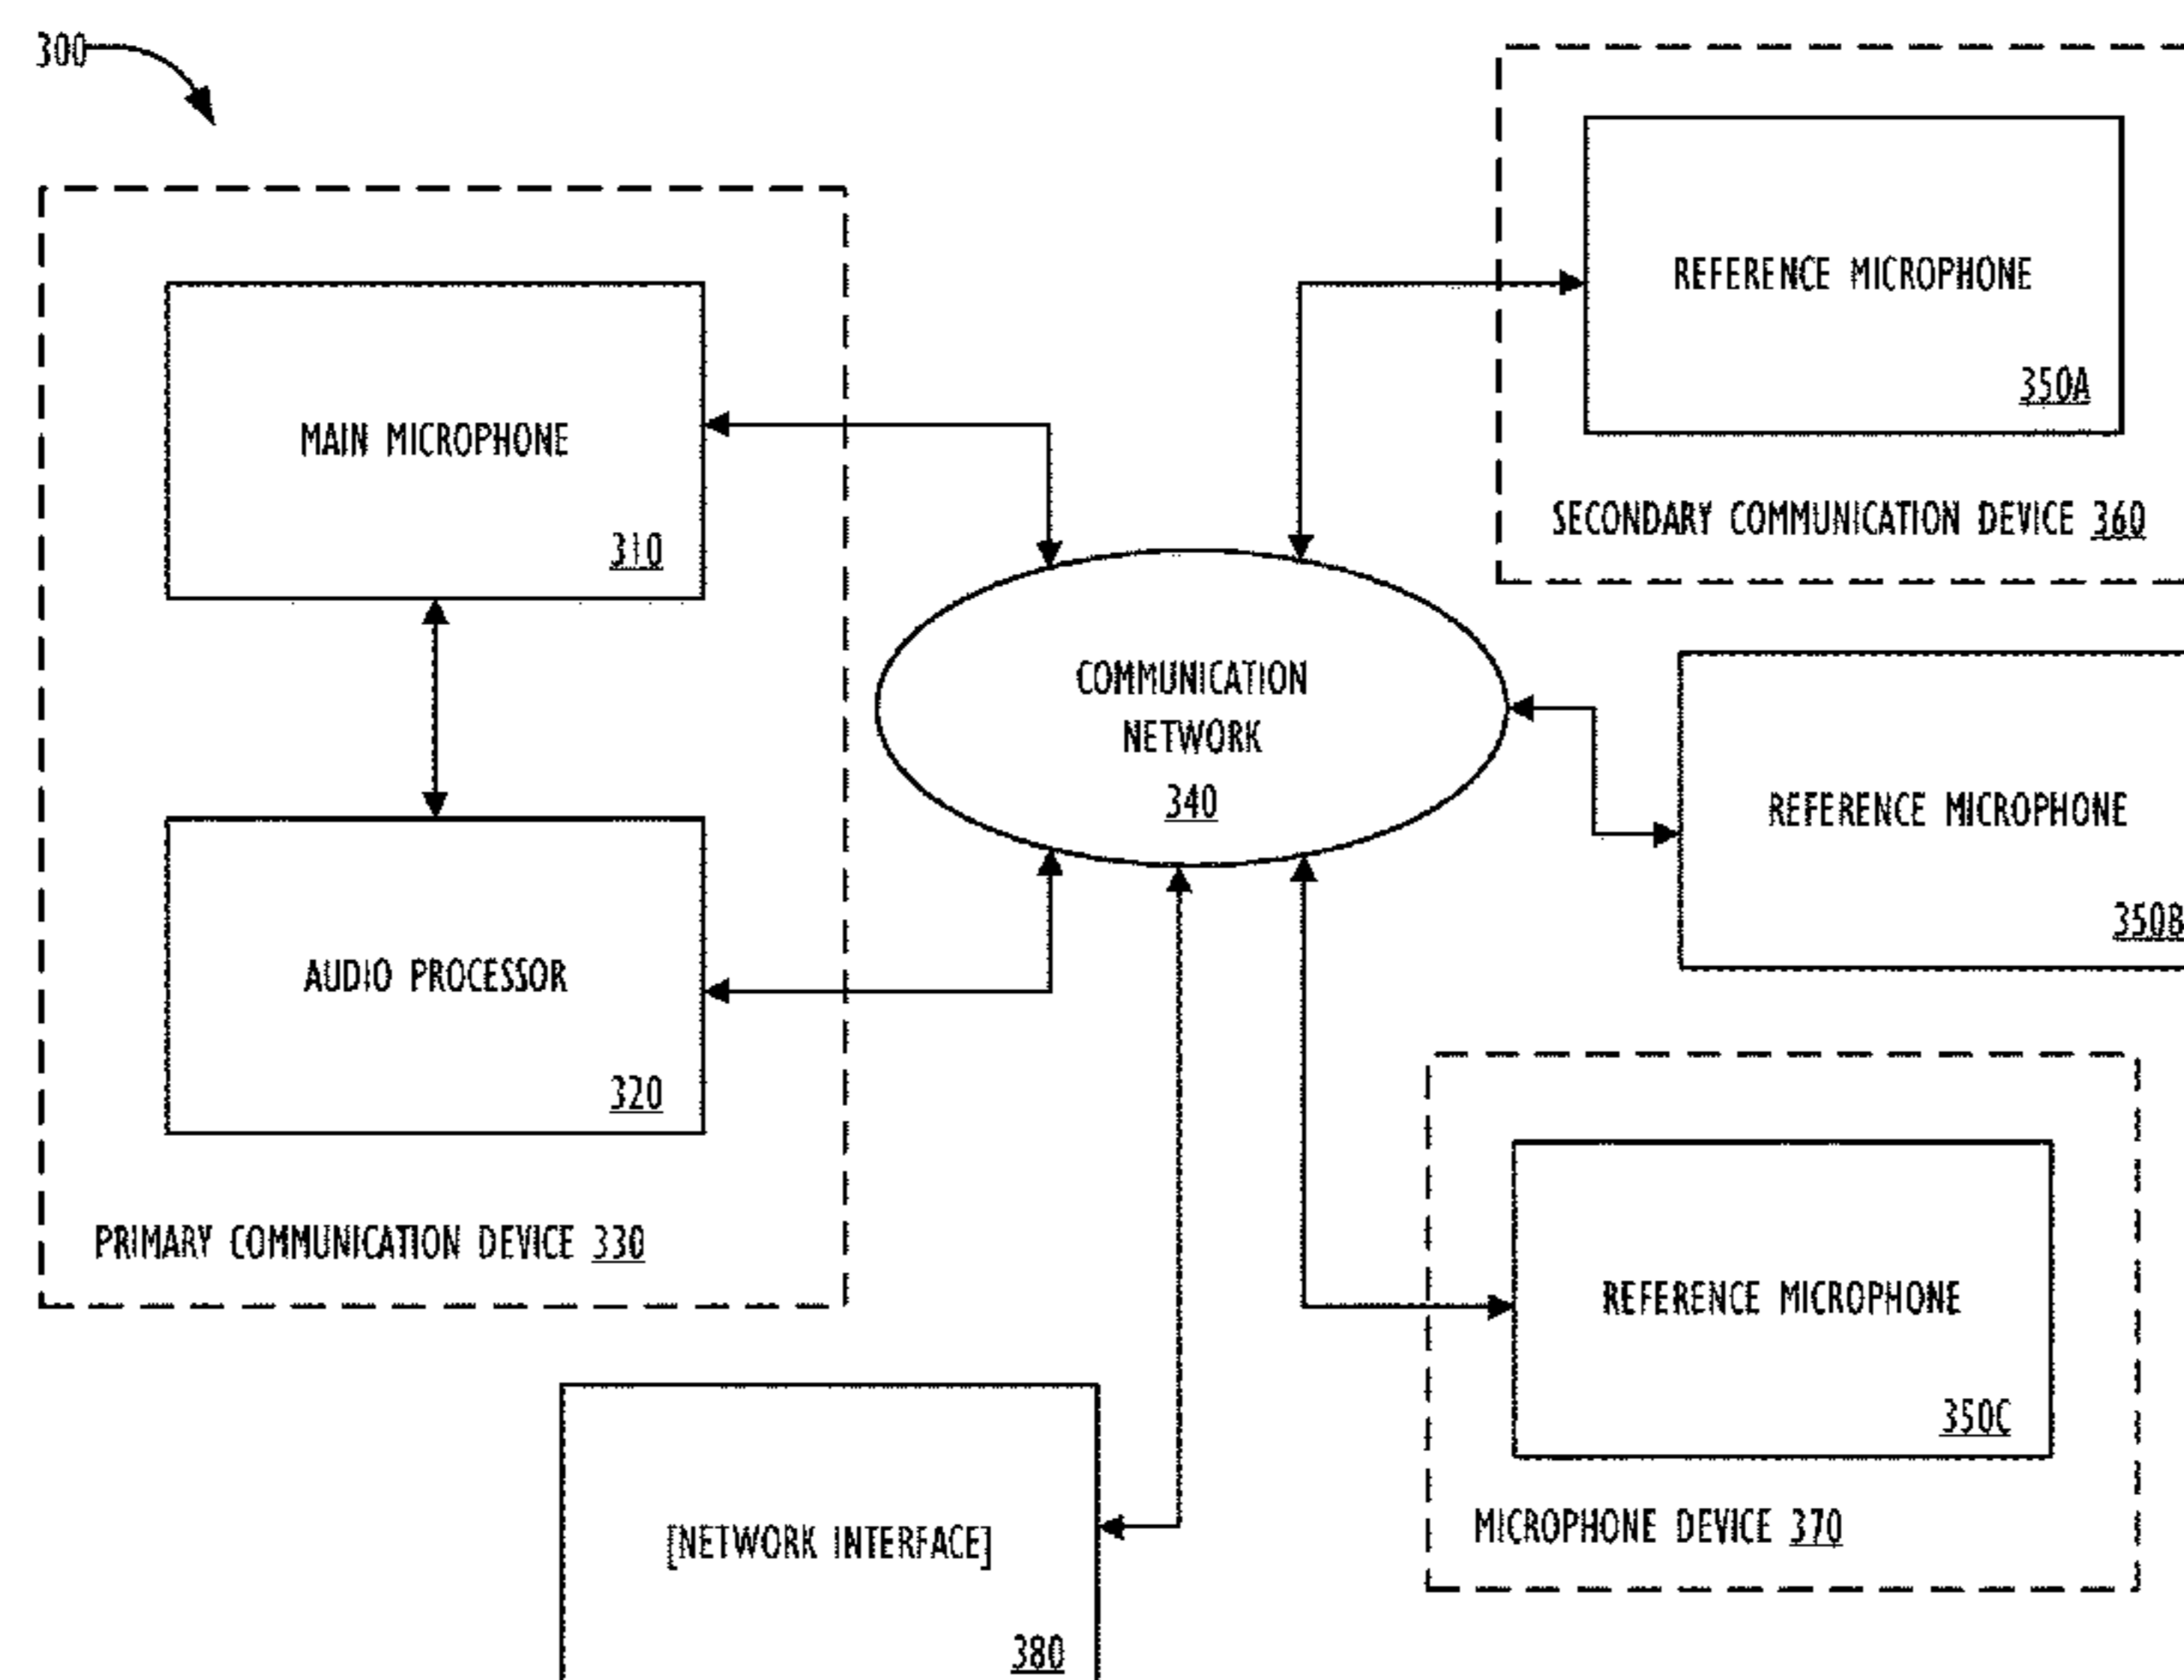 300
MAIN MICROPHONE
310
AUDIO PROCESSOR
320
PRIMARY COMMUNICATION DEVICE 330
COMMUNICATION
NETWORK
340
REFERENCE MICROPHONE
350A
SECONDARY COMMUNICATION DEVICE 360
REFERENCE MICROPHONE
350B
REFERENCE MICROPHONE
350C
MICROPHONE DEVICE 370
[NETWORK INTERFACE]
380